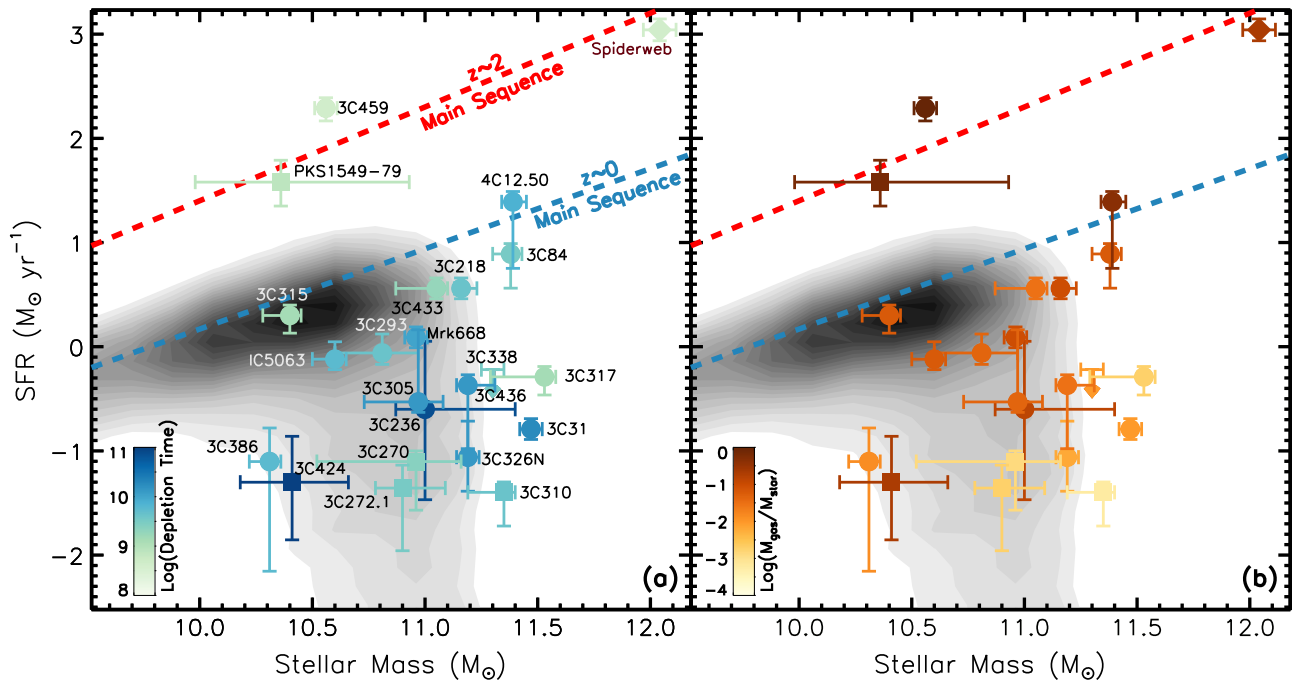 SFR (M⊙ yr⁻¹)
3
2
1
0
−1
−2
Spiderweb
z~2
Main Sequence
3C459
PKS1549−79
4C12.50
z~0
Main Sequence
3C84
3C218
3C315
3C433
3C293
Mrk668
IC5063
3C338
3C317
3C305
3C436
3C236
3C31
3C386
3C270
3C326N
3C424
3C272.1
3C310
11
10
9
8
Log(Depletion Time)
(a)
10.0 10.5 11.0 11.5 12.0
Stellar Mass (M⊙)
0
−1
−2
−3
−4
Log(Mgas/Mstar)
(b)
10.0 10.5 11.0 11.5 12.0
Stellar Mass (M⊙)